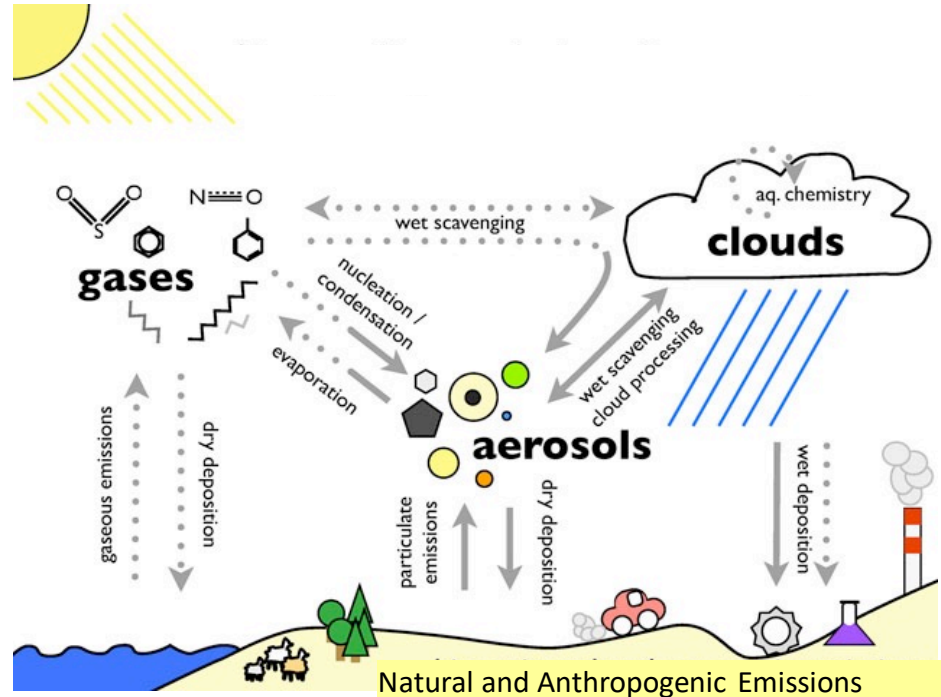 aq. chemistry
O O
S
N O
wet scavenging
clouds
gases
nucleation /
condensation
evaporation
wet scavenging
cloud processing
aerosols
gaseous emissions
dry deposition
particulate
emissions
dry deposition
wet deposition
Natural and Anthropogenic Emissions